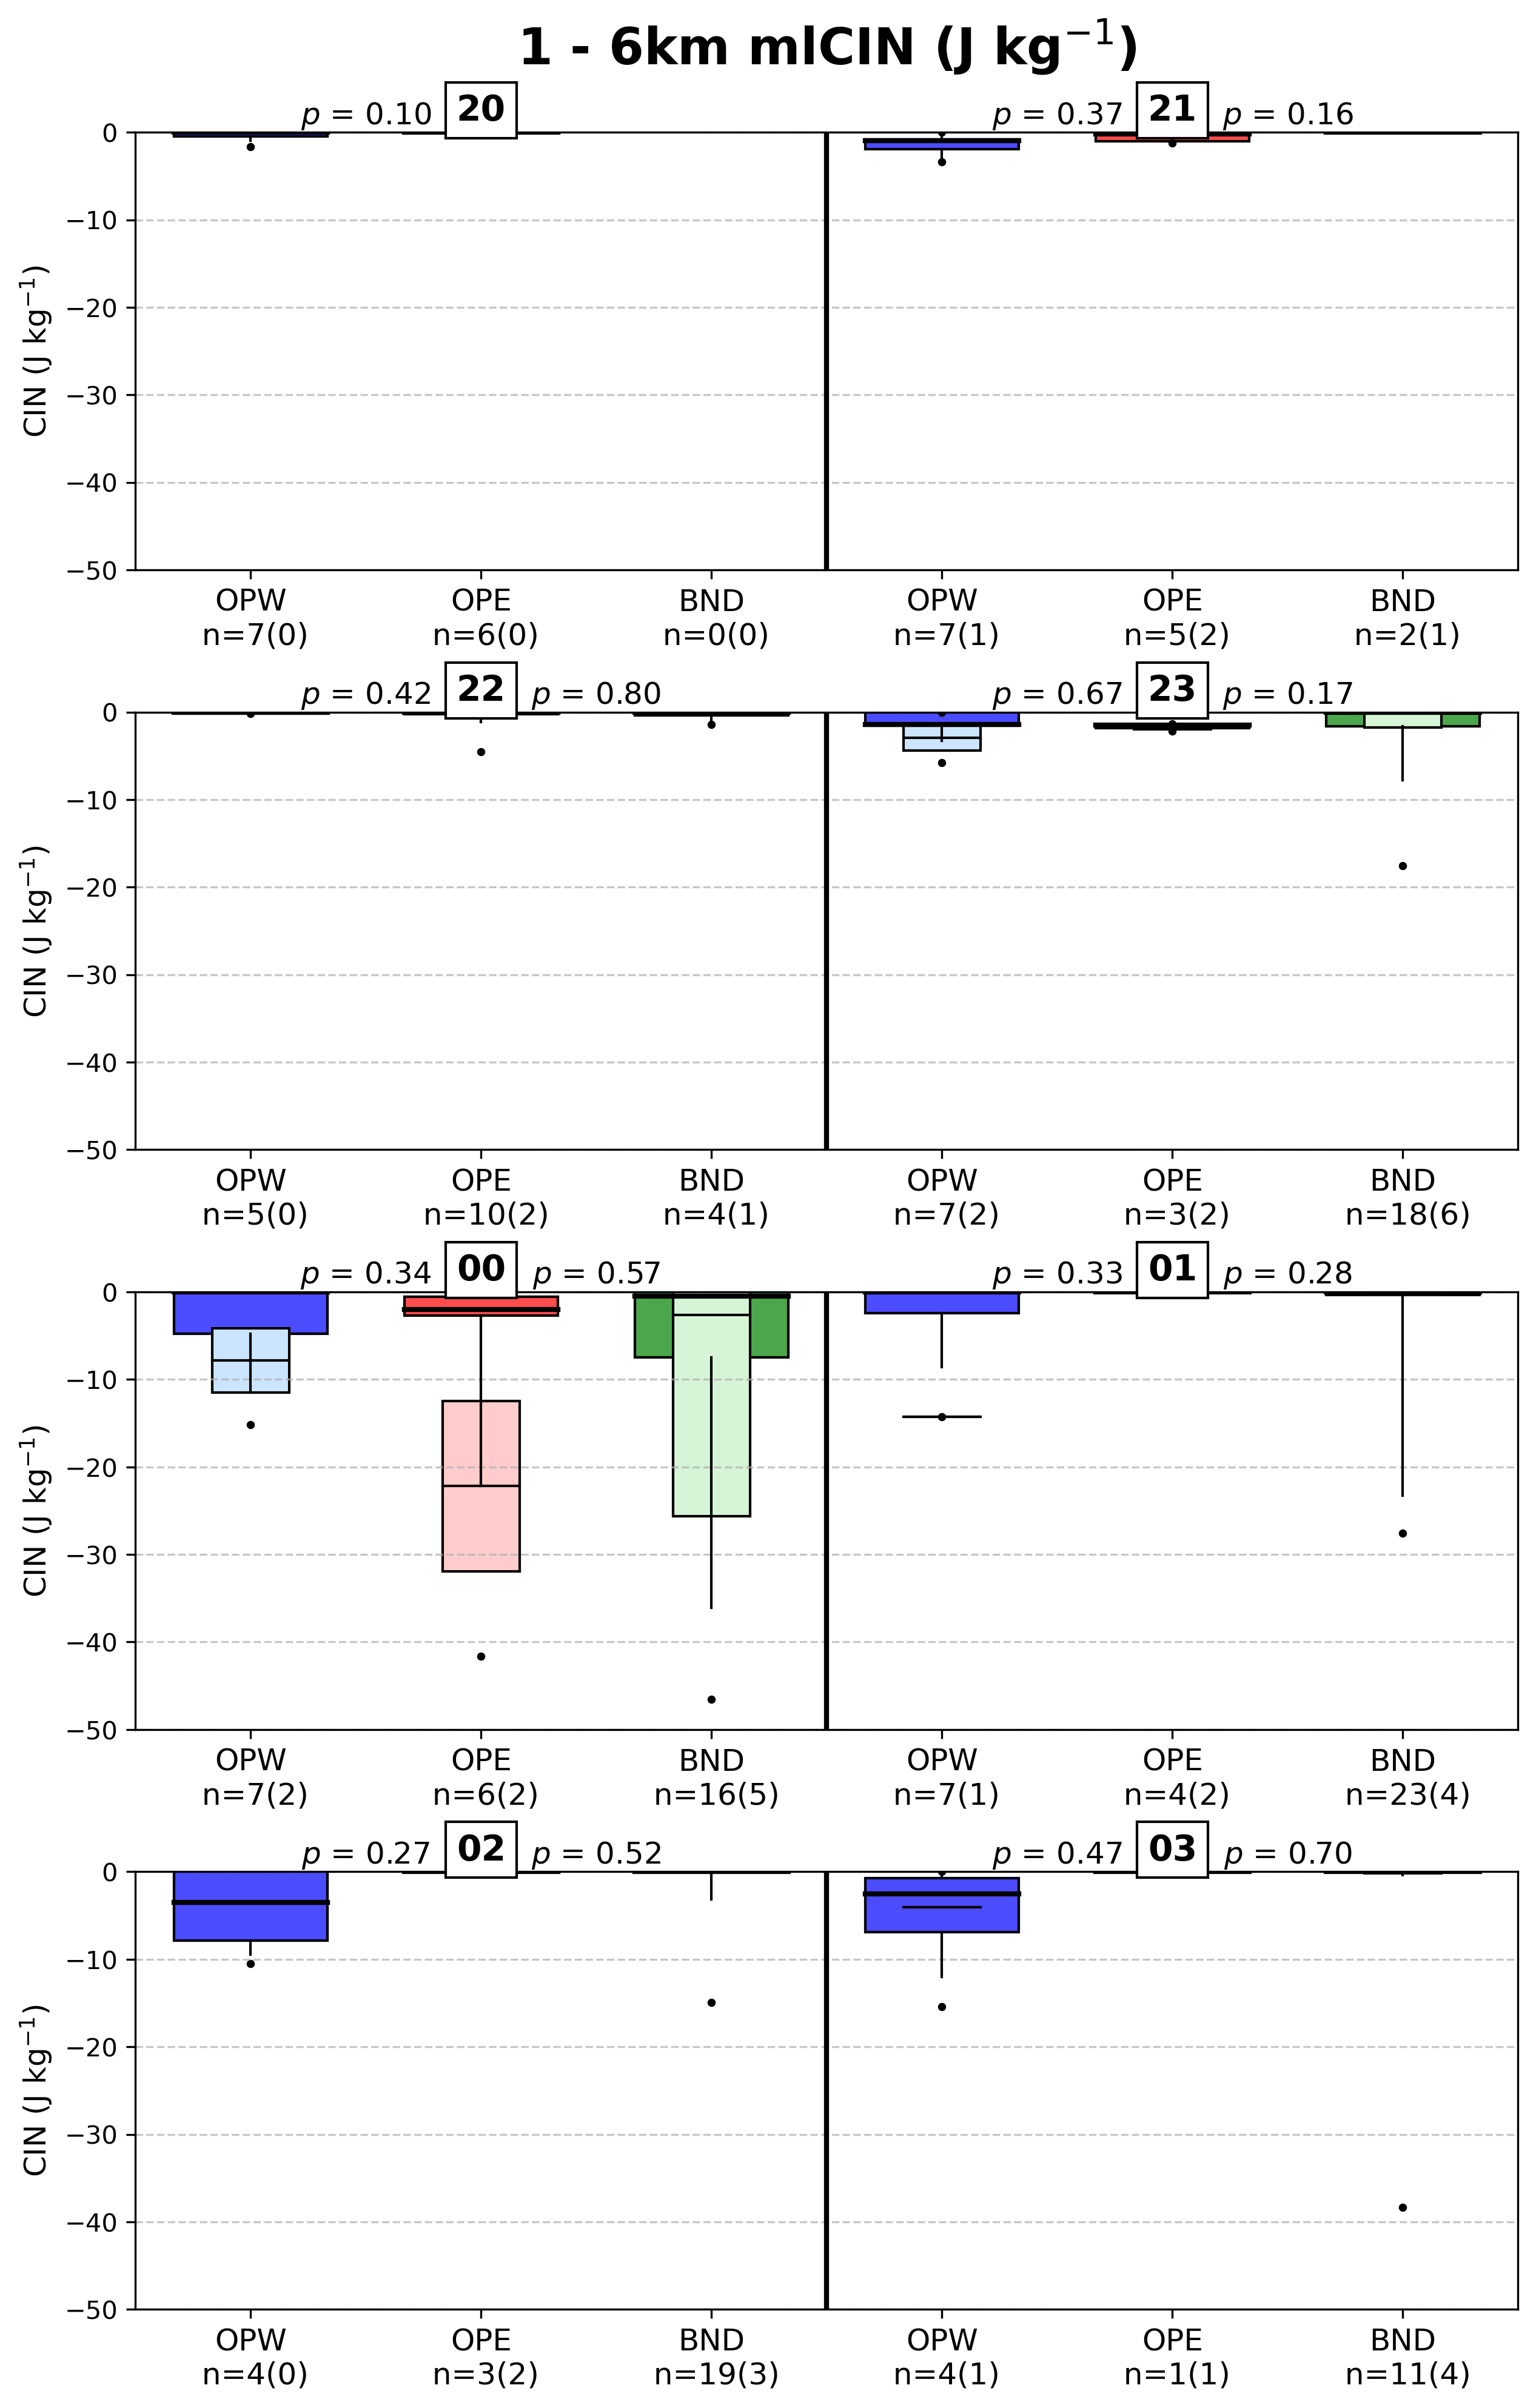 1 - 6km mlCIN (J kg⁻¹)
p = 0.10 20 p = 0.37 21 p = 0.16
0
−10
−20
−30
−40
−50
CIN (J kg⁻¹)
OPW OPE BND OPW OPE BND
n=7(0) n=6(0) n=0(0) n=7(1) n=5(2) n=2(1)
p = 0.42 22 p = 0.80 p = 0.67 23 p = 0.17
0
−10
−20
−30
−40
−50
CIN (J kg⁻¹)
OPW OPE BND OPW OPE BND
n=5(0) n=10(2) n=4(1) n=7(2) n=3(2) n=18(6)
p = 0.34 00 p = 0.57 p = 0.33 01 p = 0.28
0
−10
−20
−30
−40
−50
CIN (J kg⁻¹)
OPW OPE BND OPW OPE BND
n=7(2) n=6(2) n=16(5) n=7(1) n=4(2) n=23(4)
p = 0.27 02 p = 0.52 p = 0.47 03 p = 0.70
0
−10
−20
−30
−40
−50
CIN (J kg⁻¹)
OPW OPE BND OPW OPE BND
n=4(0) n=3(2) n=19(3) n=4(1) n=1(1) n=11(4)